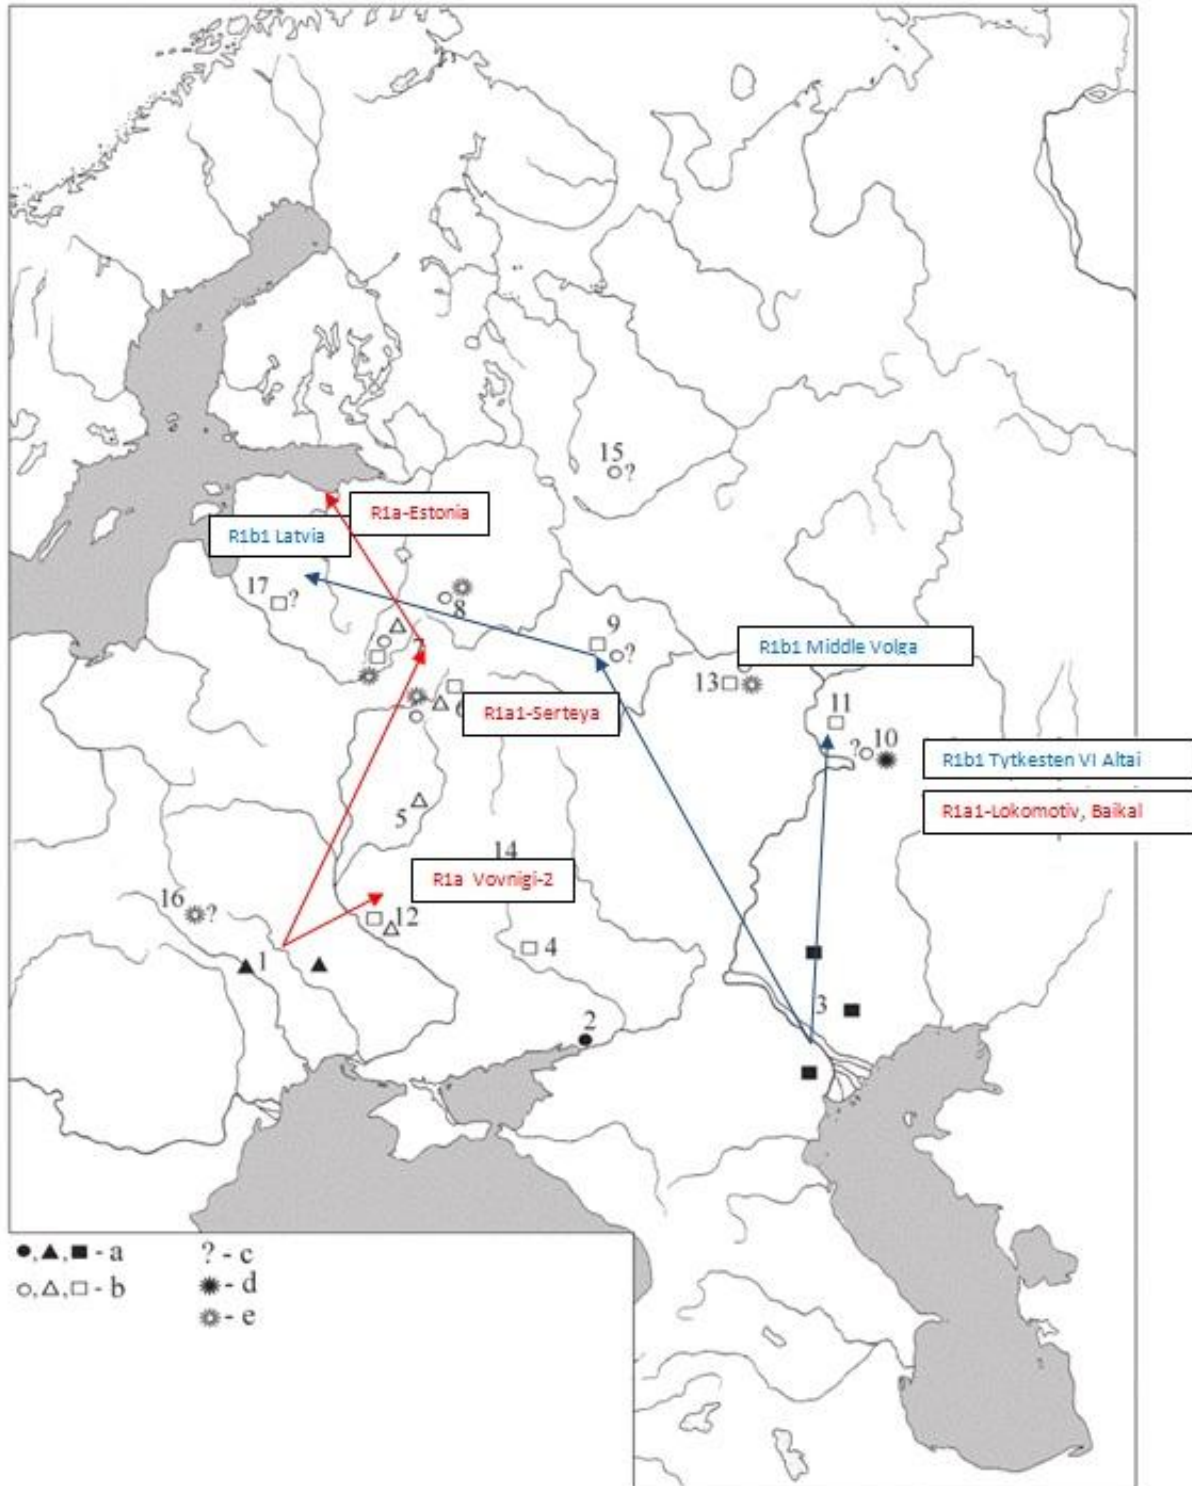 15
?
R1a-Estonia
R1b1 Latvia
17
?
8
9
?
7
R1b1 Middle Volga
13
R1a1-Serteya
11
?
10
R1b1 Tytkesten VI Altai
R1a1-Lokomotiv, Baikal
5
14
R1a Vovnigi-2
16
?
12
1
4
3
2
●,▲,■ - a
○,△,□ - b
? - c
✹ - d
❂ - e